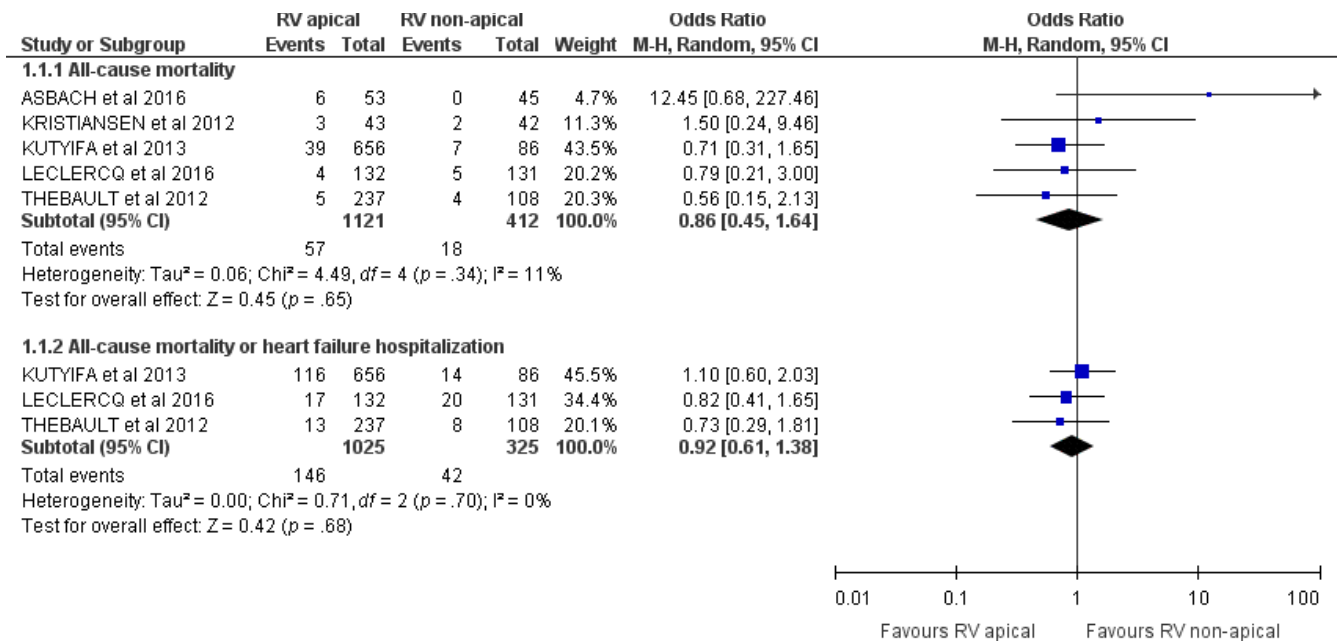 RV apical RV non-apical Odds Ratio Odds Ratio
Study or Subgroup Events Total Events Total Weight M-H, Random, 95% CI M-H, Random, 95% CI
1.1.1 All-cause mortality
ASBACH et al 2016 6 53 0 45 4.7% 12.45 [0.68, 227.46]
KRISTIANSEN et al 2012 3 43 2 42 11.3% 1.50 [0.24, 9.46]
KUTYIFA et al 2013 39 656 7 86 43.5% 0.71 [0.31, 1.65]
LECLERCQ et al 2016 4 132 5 131 20.2% 0.79 [0.21, 3.00]
THEBAULT et al 2012 5 237 4 108 20.3% 0.56 [0.15, 2.13]
Subtotal (95% CI) 1121 412 100.0% 0.86 [0.45, 1.64]
Total events 57 18
Heterogeneity: Tau² = 0.06; Chi² = 4.49, df = 4 (p = .34); I² = 11%
Test for overall effect: Z = 0.45 (p = .65)
1.1.2 All-cause mortality or heart failure hospitalization
KUTYIFA et al 2013 116 656 14 86 45.5% 1.10 [0.60, 2.03]
LECLERCQ et al 2016 17 132 20 131 34.4% 0.82 [0.41, 1.65]
THEBAULT et al 2012 13 237 8 108 20.1% 0.73 [0.29, 1.81]
Subtotal (95% CI) 1025 325 100.0% 0.92 [0.61, 1.38]
Total events 146 42
Heterogeneity: Tau² = 0.00; Chi² = 0.71, df = 2 (p = .70); I² = 0%
Test for overall effect: Z = 0.42 (p = .68)
0.01 0.1 1 10 100
Favours RV apical Favours RV non-apical